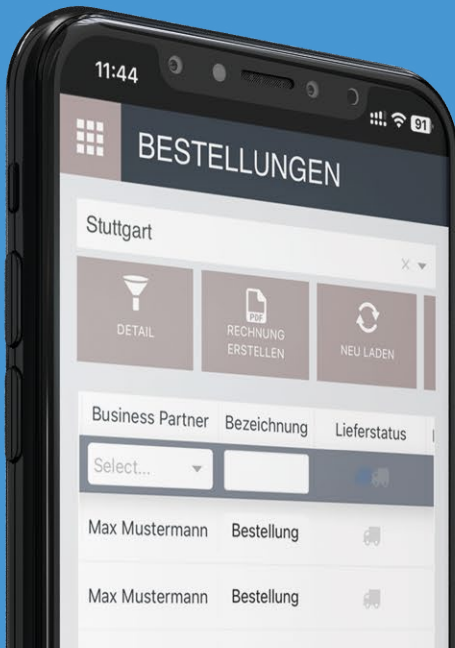 11:44
91
BESTELLUNGEN
Stuttgart
DETAIL
PDF
RECHNUNG
ERSTELLEN
NEU LADEN
Business Partner Bezeichnung Lieferstatus
Select...
Max Mustermann Bestellung
Max Mustermann Bestellung